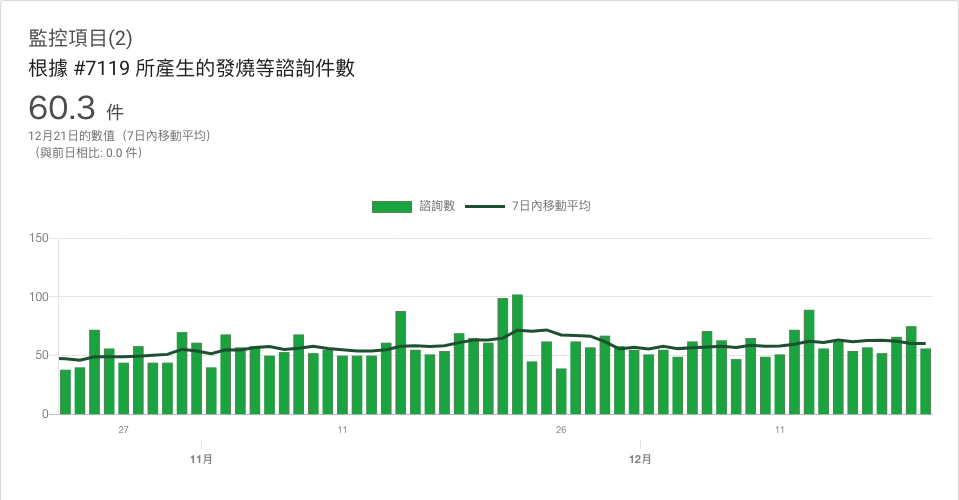 監控項目(2)
根據 #7119 所產生的發燒等諮詢件數
60.3 件
12月21日的數值（7日內移動平均）
（與前日相比: 0.0 件）
諮詢數 7日內移動平均
150
100
50
0
27 11 26 11
11月 12月